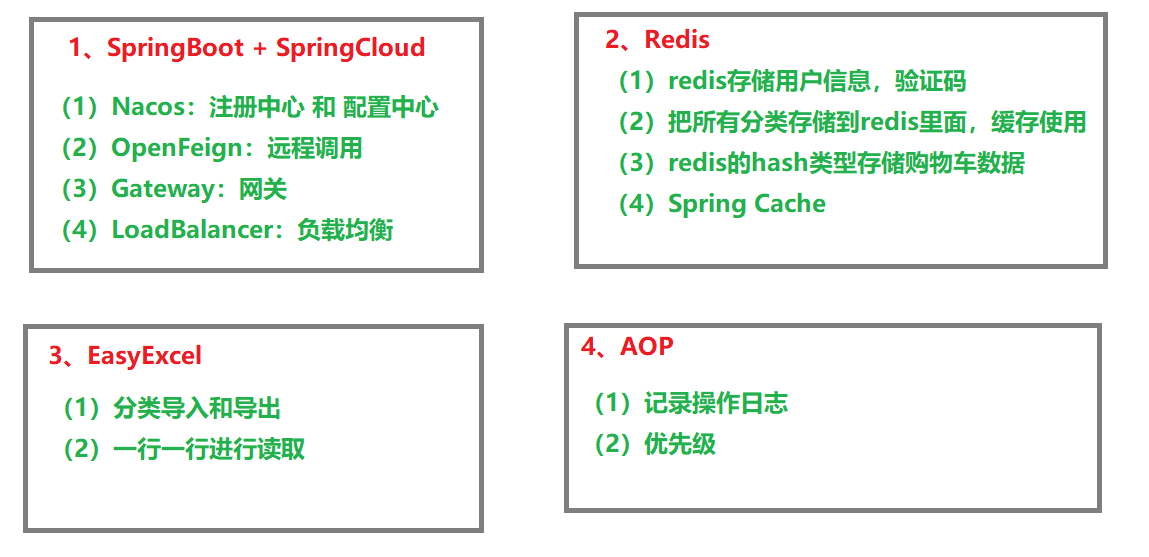 1、SpringBoot + SpringCloud
（1）Nacos：注册中心 和 配置中心
（2）OpenFeign：远程调用
（3）Gateway：网关
（4）LoadBalancer：负载均衡
2、Redis
（1）redis存储用户信息，验证码
（2）把所有分类存储到redis里面，缓存使用
（3）redis的hash类型存储购物车数据
（4）Spring Cache
3、EasyExcel
（1）分类导入和导出
（2）一行一行进行读取
4、AOP
（1）记录操作日志
（2）优先级